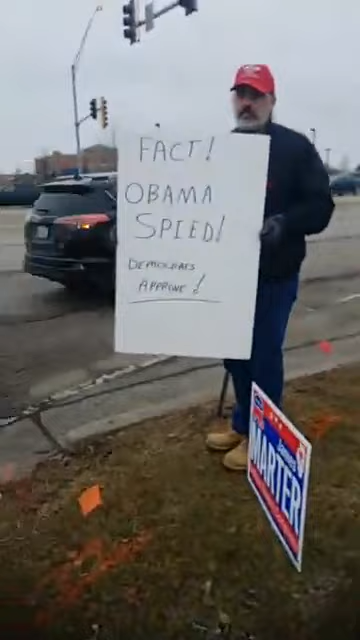 FACT!
OBAMA
SPIED!
DEMOCRATS
APPROVE!
MARTER